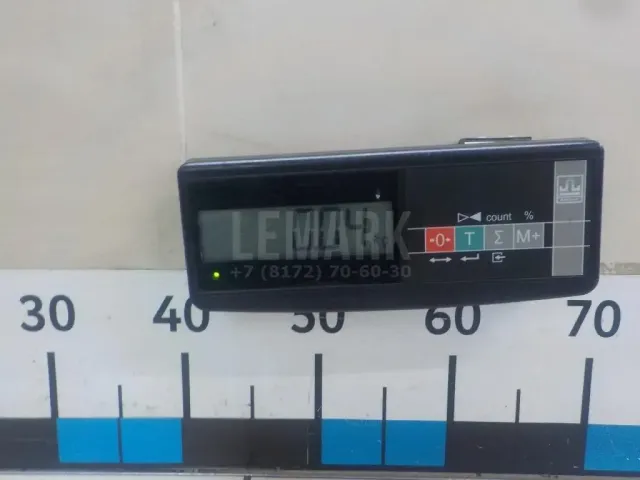 LEMARK
+7 (8172) 70-60-30
count %
→0← T Σ M+
30 40 50 60 70